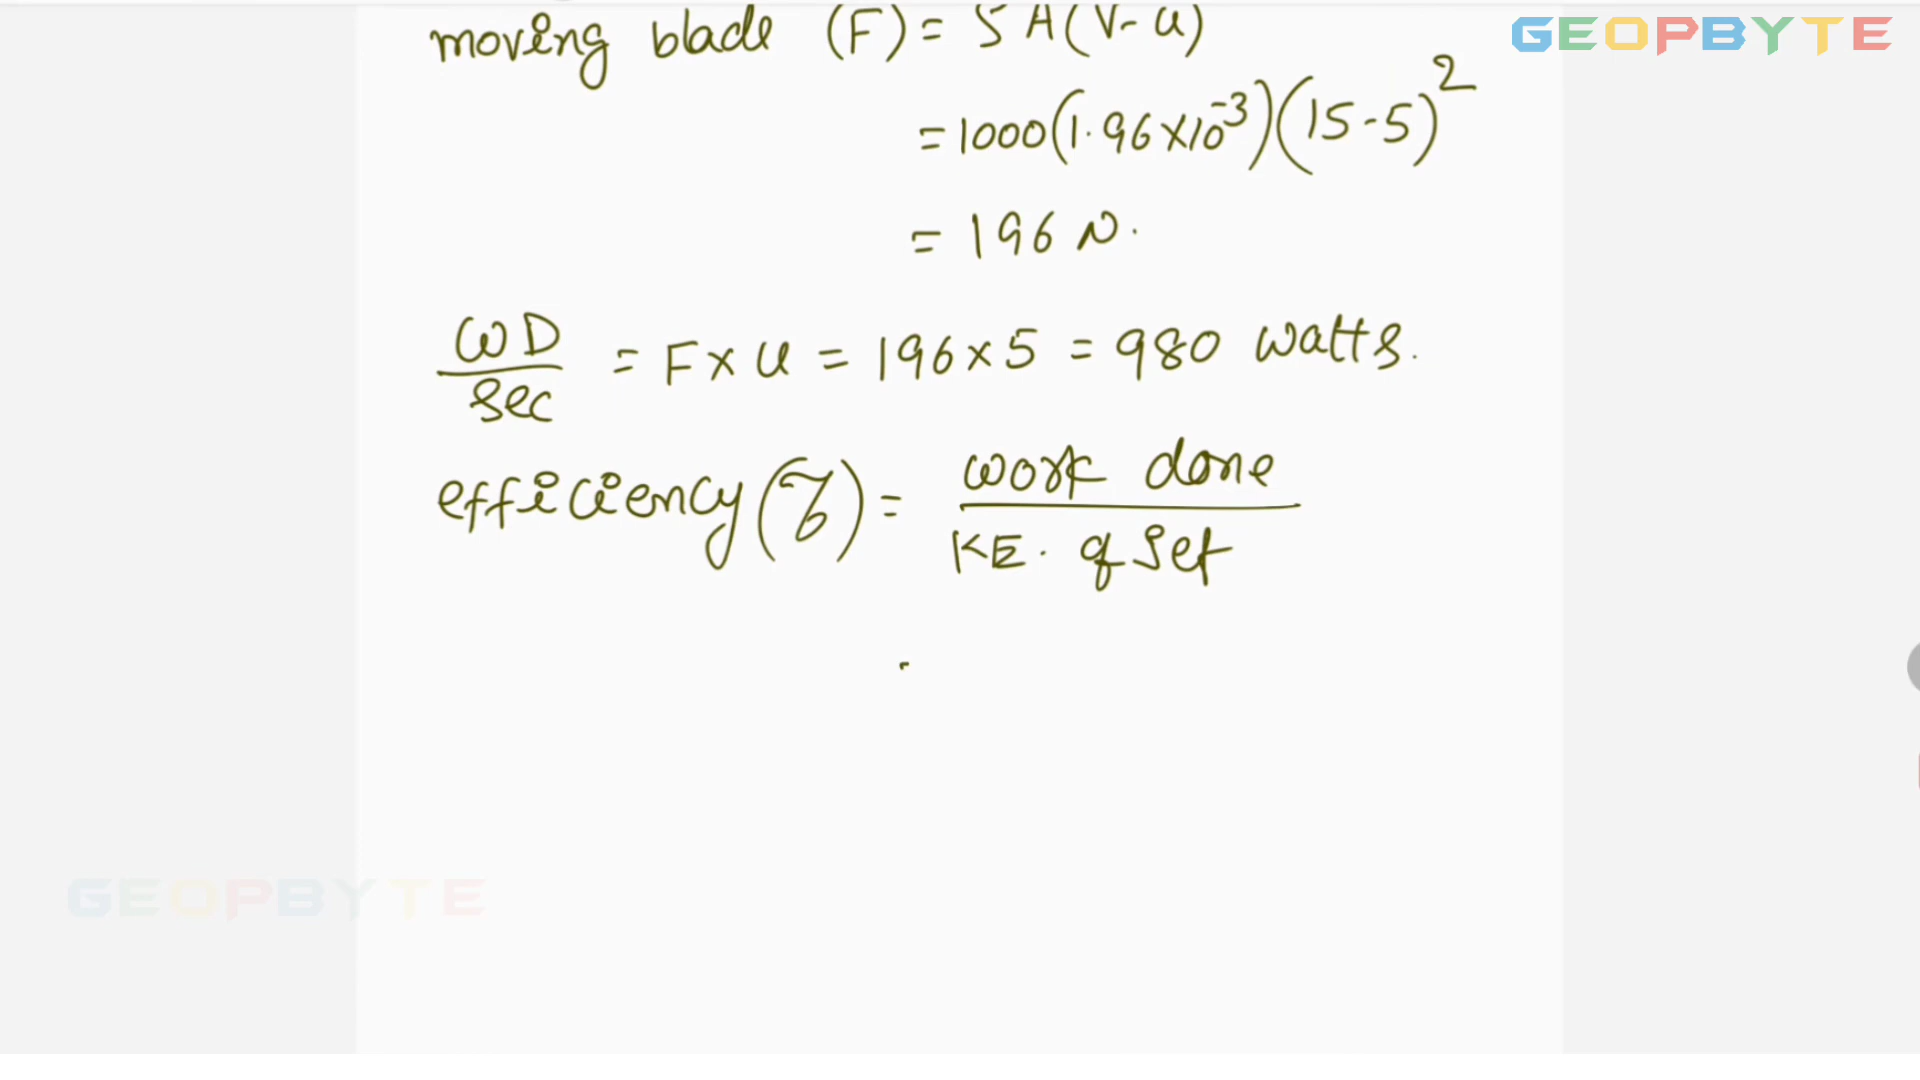 GEOPBYTE
moving blade (F) = ρ A (V-u)
= 1000 (1.96×10⁻³) (15-5)²
= 196 N.
WD/sec = F × u = 196 × 5 = 980 watts.
efficiency (η) = work done / KE. of Jet
GEOPBYTE